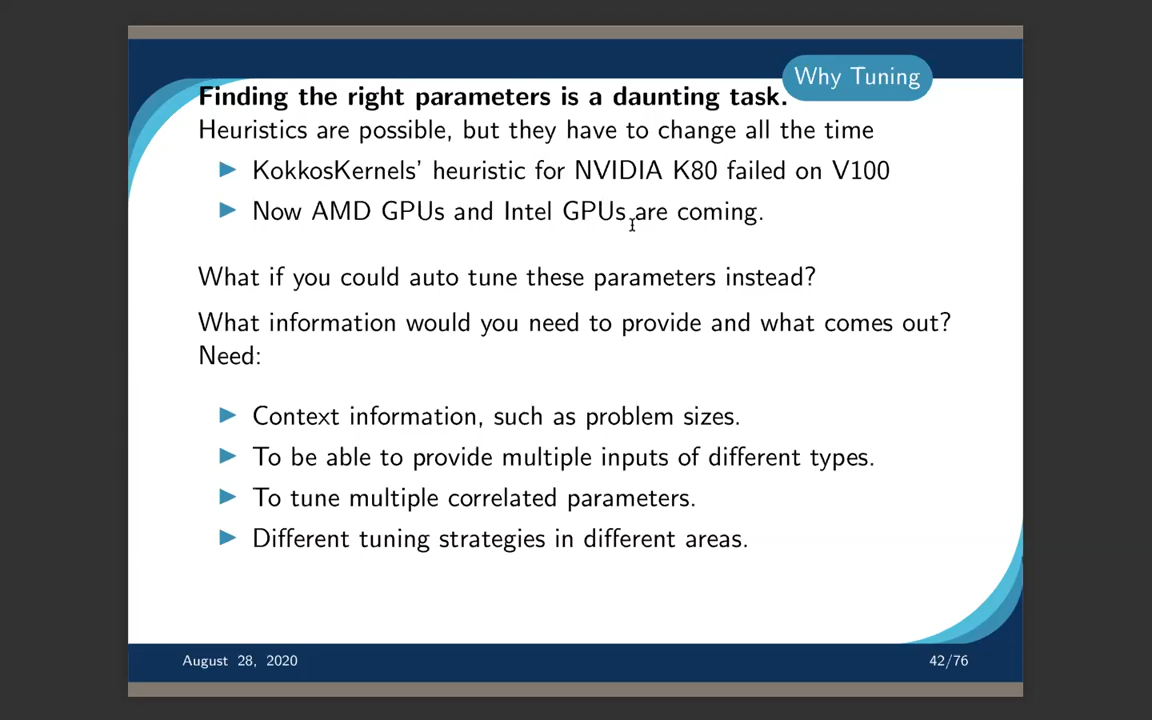 Why Tuning
Finding the right parameters is a daunting task.
Heuristics are possible, but they have to change all the time
KokkosKernels' heuristic for NVIDIA K80 failed on V100
Now AMD GPUs and Intel GPUs are coming.
What if you could auto tune these parameters instead?
What information would you need to provide and what comes out?
Need:
Context information, such as problem sizes.
To be able to provide multiple inputs of different types.
To tune multiple correlated parameters.
Different tuning strategies in different areas.
August 28, 2020
42/76